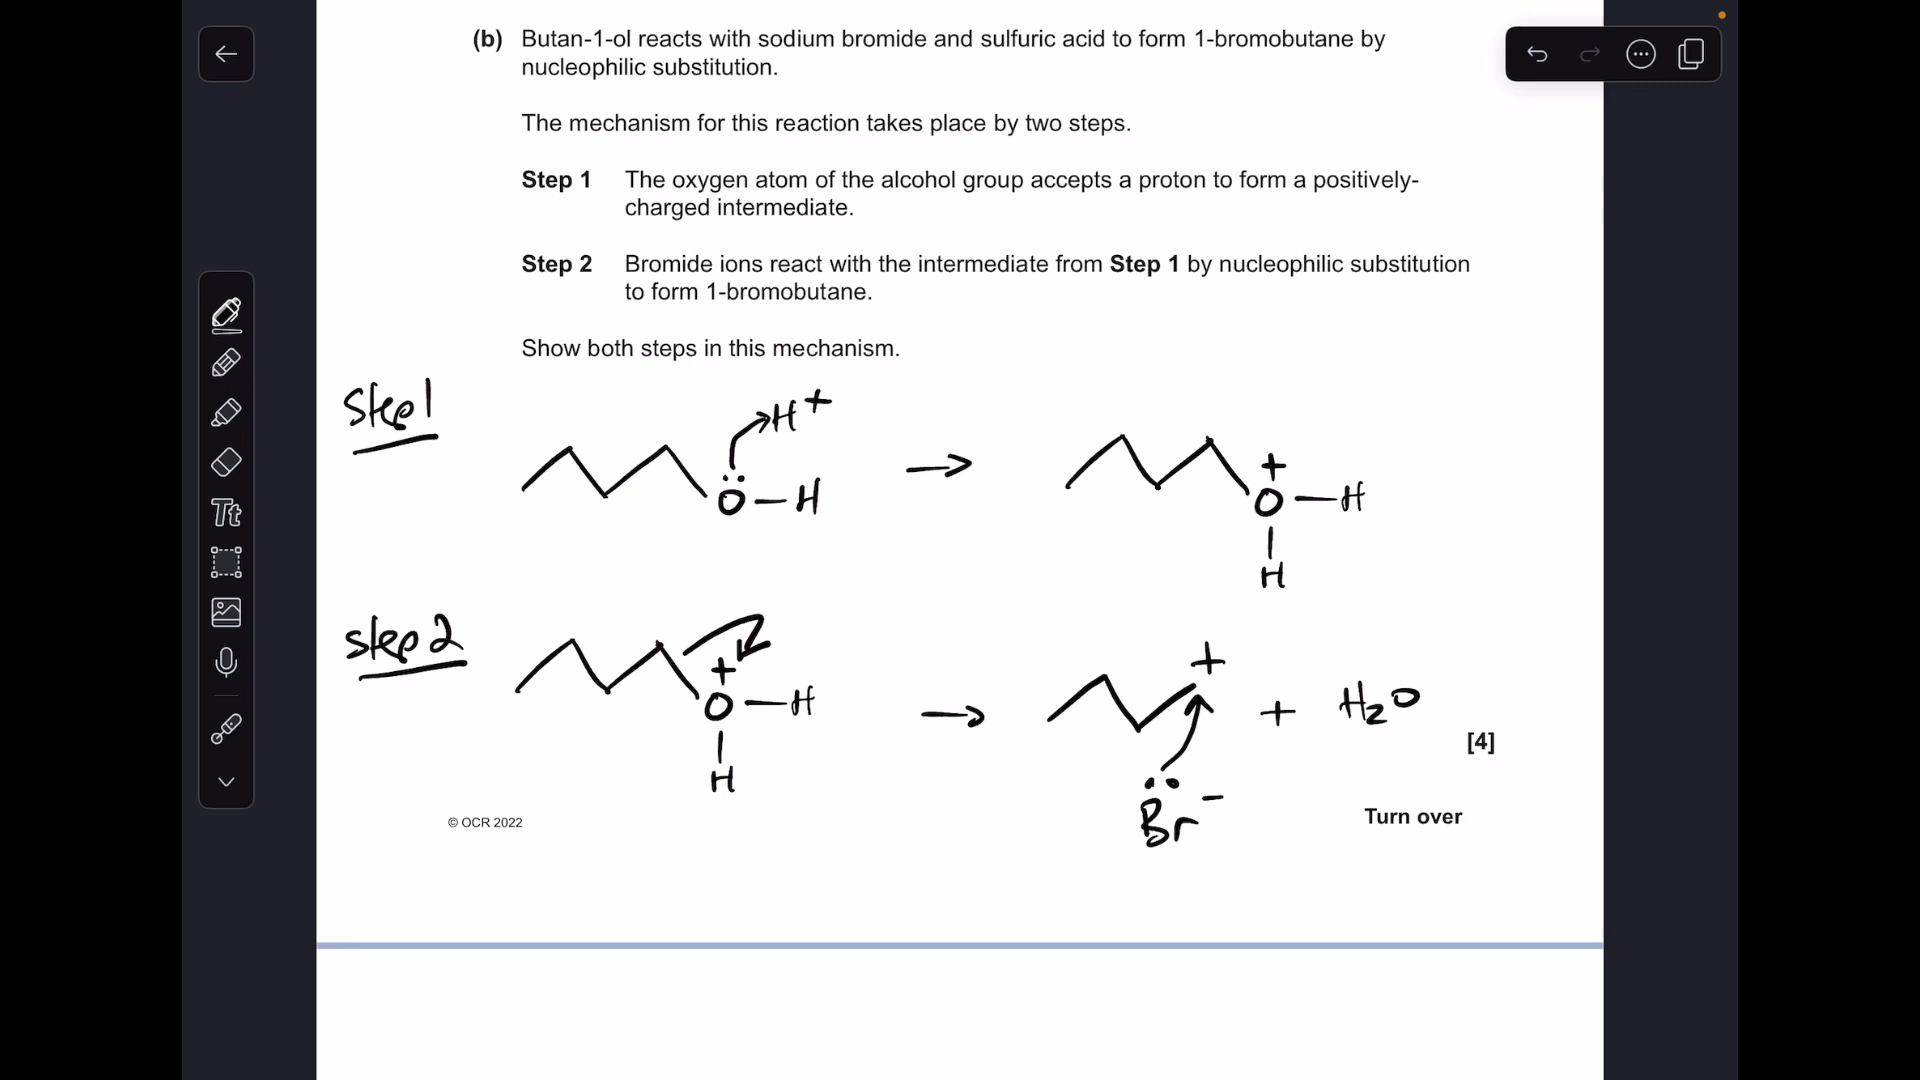 (b) Butan-1-ol reacts with sodium bromide and sulfuric acid to form 1-bromobutane by
nucleophilic substitution.
The mechanism for this reaction takes place by two steps.
Step 1 The oxygen atom of the alcohol group accepts a proton to form a positively-
charged intermediate.
Step 2 Bromide ions react with the intermediate from Step 1 by nucleophilic substitution
to form 1-bromobutane.
Show both steps in this mechanism.
Step 1
H+
Ö-H
→
+
O-H
H
step 2
+
O-H
H
→
+
+ H2O
[4]
Br-
© OCR 2022
Turn over
Tt